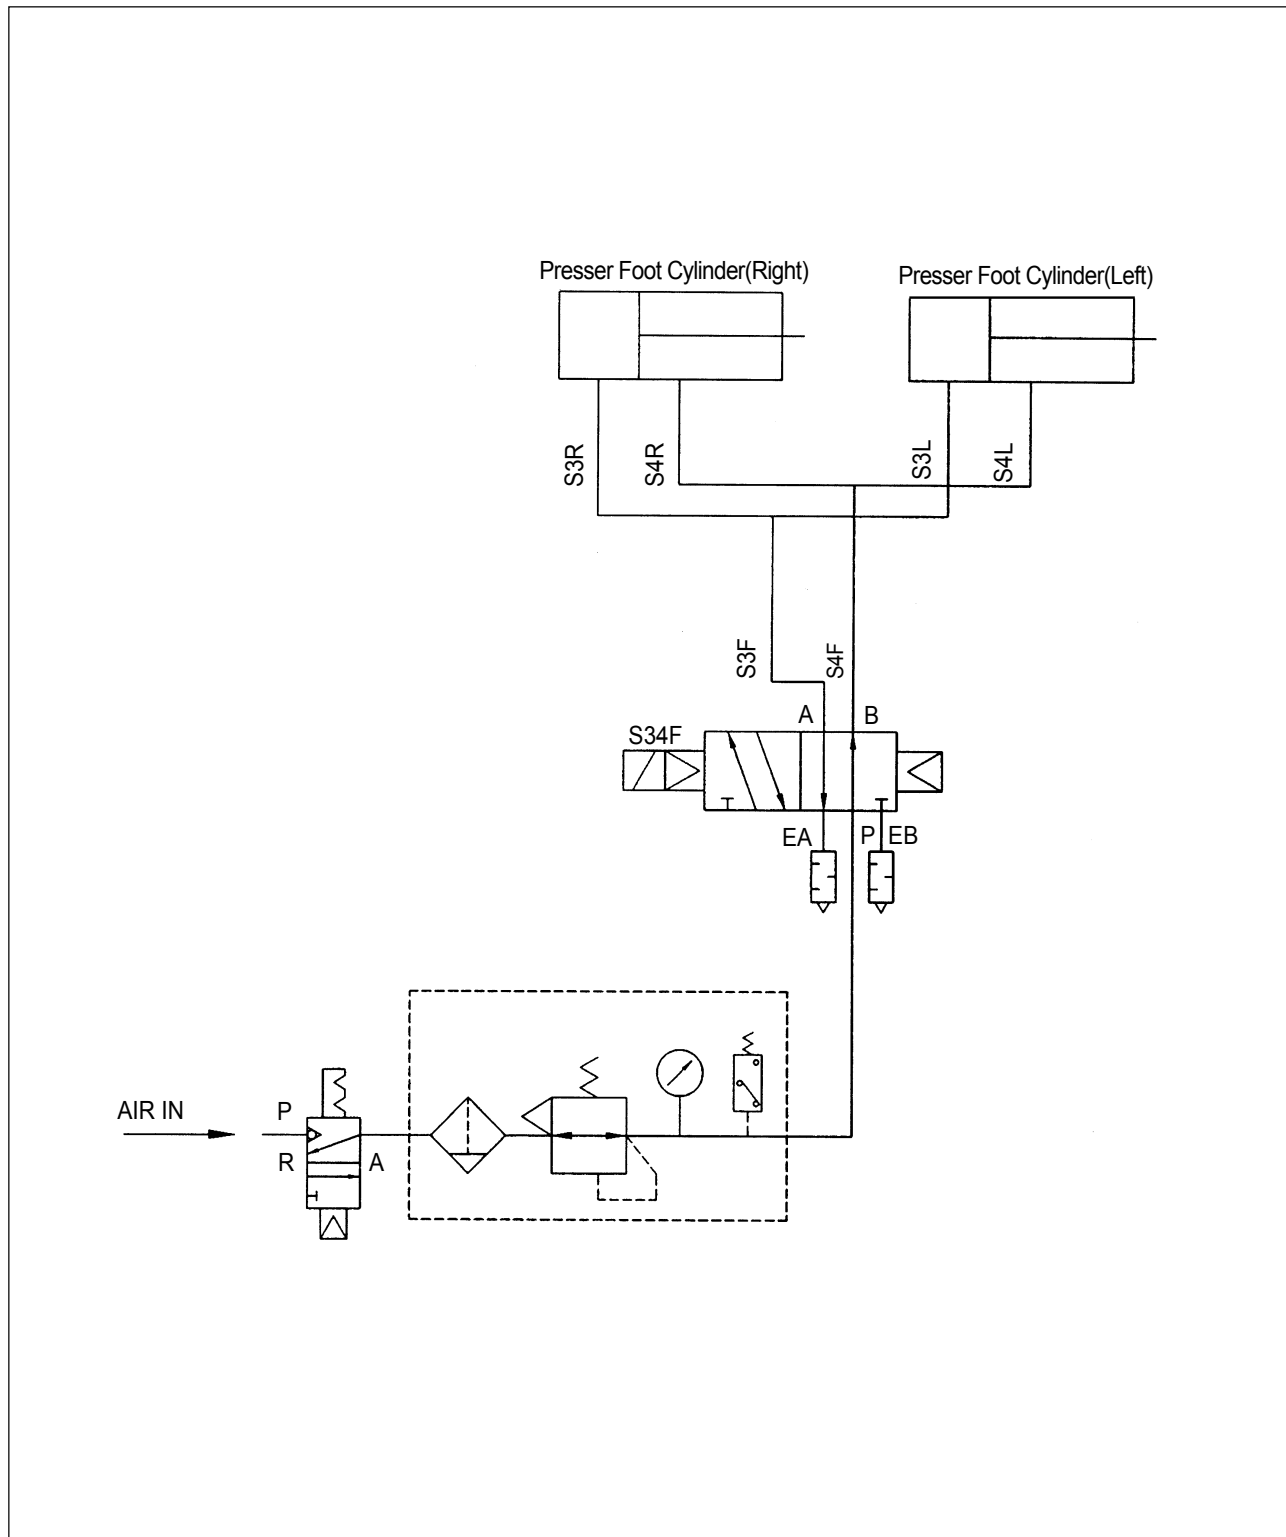 Presser Foot Cylinder(Right)
Presser Foot Cylinder(Left)
S3R
S4R
S3L
S4L
S3F
S4F
A
B
S34F
EA
P
EB
AIR IN
P
R
A